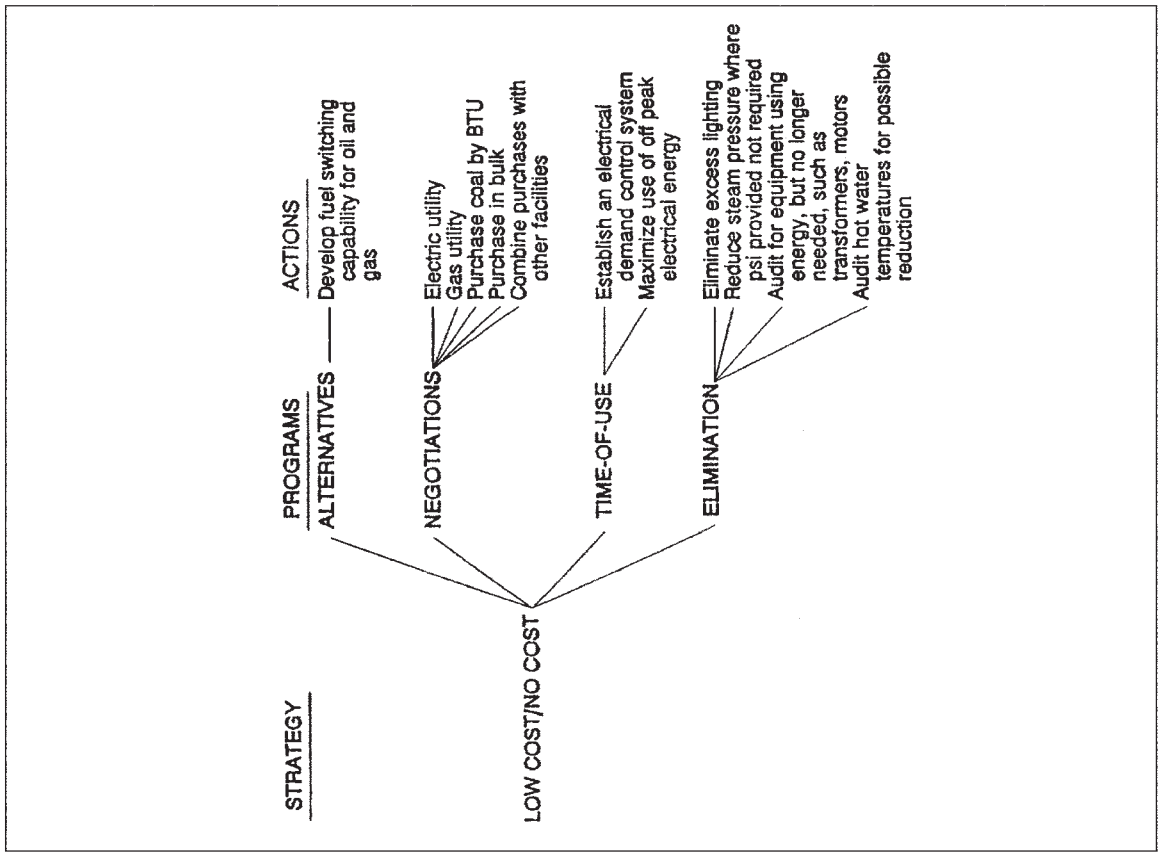 STRATEGY
PROGRAMS
ACTIONS
LOW COST/NO COST
ALTERNATIVES
Develop fuel switching
capability for oil and
gas
NEGOTIATIONS
Electric utility
Gas utility
Purchase coal by BTU
Purchase in bulk
Combine purchases with
other facilities
TIME-OF-USE
Establish an electrical
demand control system
Maximize use of off peak
electrical energy
ELIMINATION
Eliminate excess lighting
Reduce steam pressure where
psi provided not required
Audit for equipment using
energy, but no longer
needed, such as
transformers, motors
Audit hot water
temperatures for possible
reduction